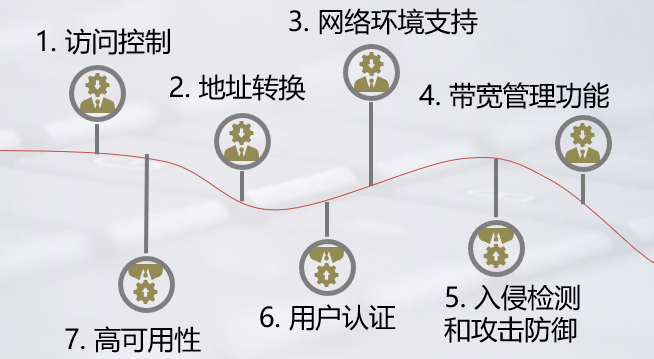 1. 访问控制
2. 地址转换
3. 网络环境支持
4. 带宽管理功能
5. 入侵检测
和攻击防御
6. 用户认证
7. 高可用性